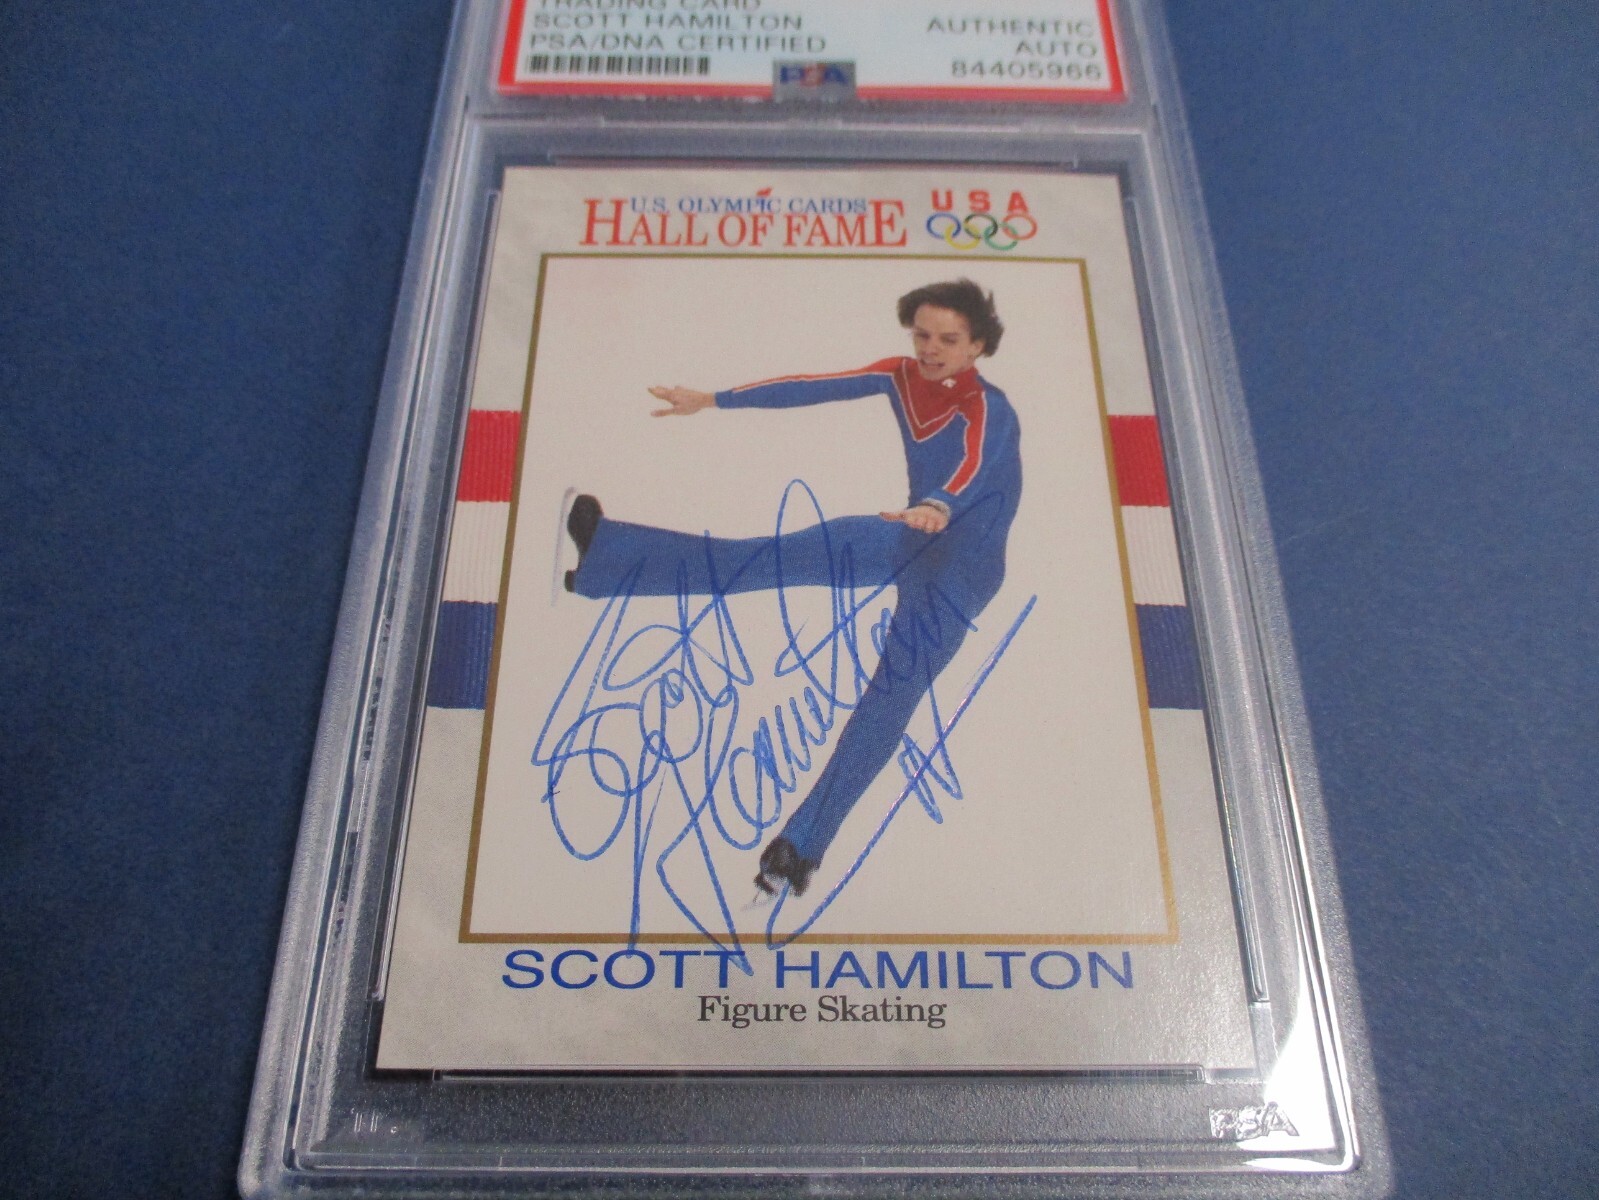 TRADING CARD
SCOTT HAMILTON
PSA/DNA CERTIFIED
AUTHENTIC
AUTO
84405966
PSA
U.S. OLYMPIC CARDS
HALL OF FAME
USA
Scott Hamilton
SCOTT HAMILTON
Figure Skating
PSA